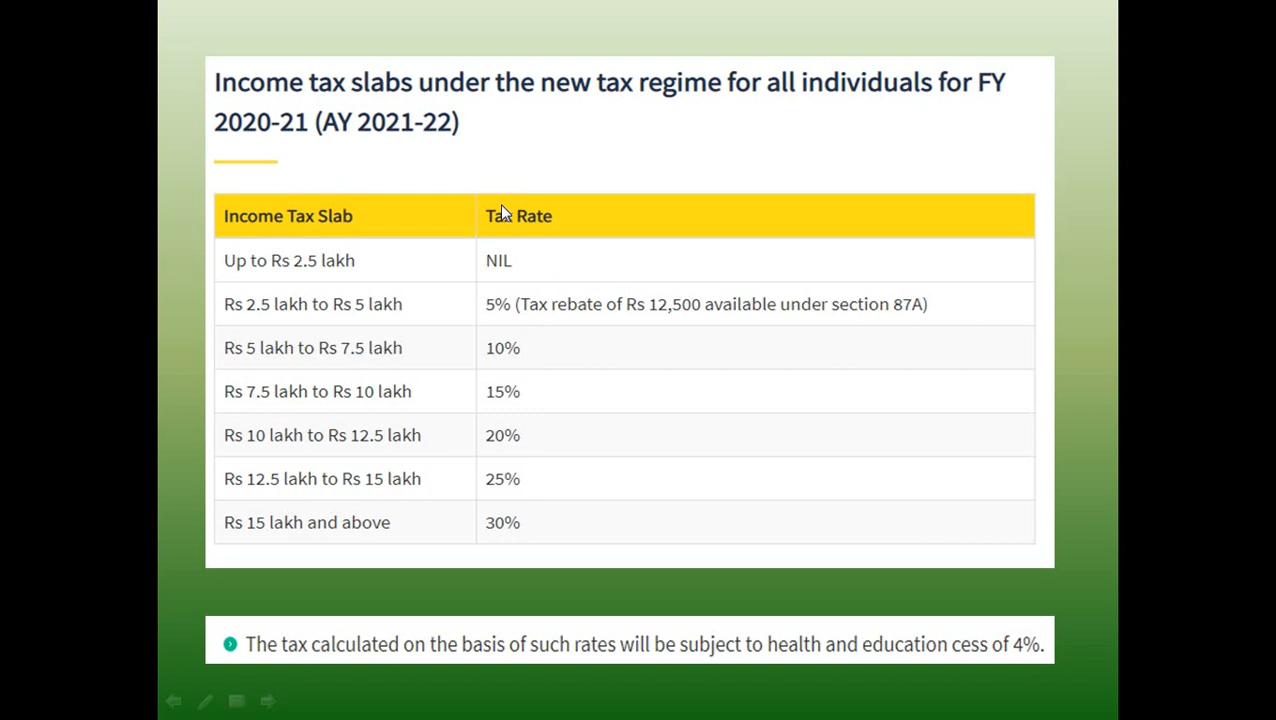 Income tax slabs under the new tax regime for all individuals for FY
2020-21 (AY 2021-22)
Income Tax Slab Tax Rate
Up to Rs 2.5 lakh NIL
Rs 2.5 lakh to Rs 5 lakh 5% (Tax rebate of Rs 12,500 available under section 87A)
Rs 5 lakh to Rs 7.5 lakh 10%
Rs 7.5 lakh to Rs 10 lakh 15%
Rs 10 lakh to Rs 12.5 lakh 20%
Rs 12.5 lakh to Rs 15 lakh 25%
Rs 15 lakh and above 30%
The tax calculated on the basis of such rates will be subject to health and education cess of 4%.